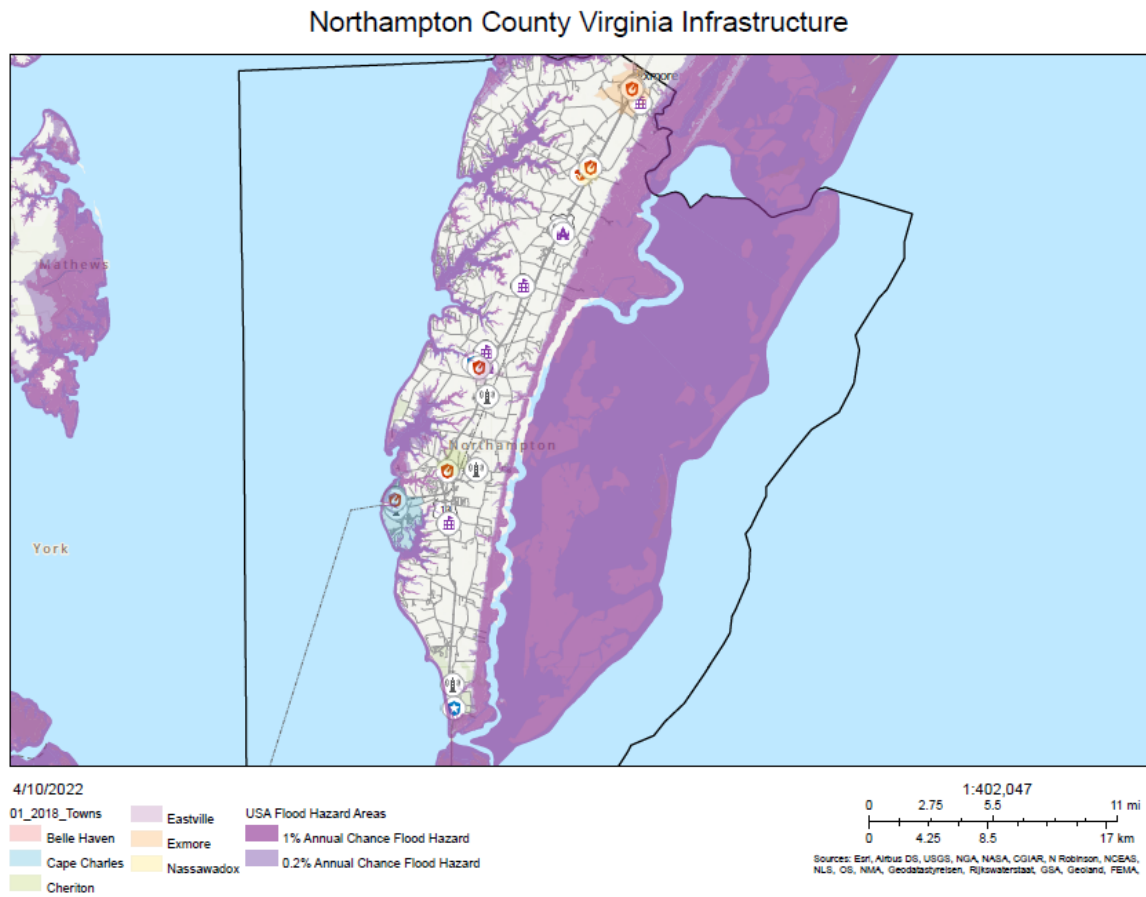 Northampton County Virginia Infrastructure
Mathews
Northampton
York
4/10/2022
01_2018_Towns
Belle Haven
Cape Charles
Cheriton
Eastville
Exmore
Nassawadox
USA Flood Hazard Areas
1% Annual Chance Flood Hazard
0.2% Annual Chance Flood Hazard
1:402,047
0 2.75 5.5 11 mi
0 4.25 8.5 17 km
Sources: Esri, Airbus DS, USGS, NGA, NASA, CGIAR, N Robinson, NCEAS,
NLS, OS, NMA, Geodatastyrelsen, Rijkswaterstaat, GSA, Geoland, FEMA,